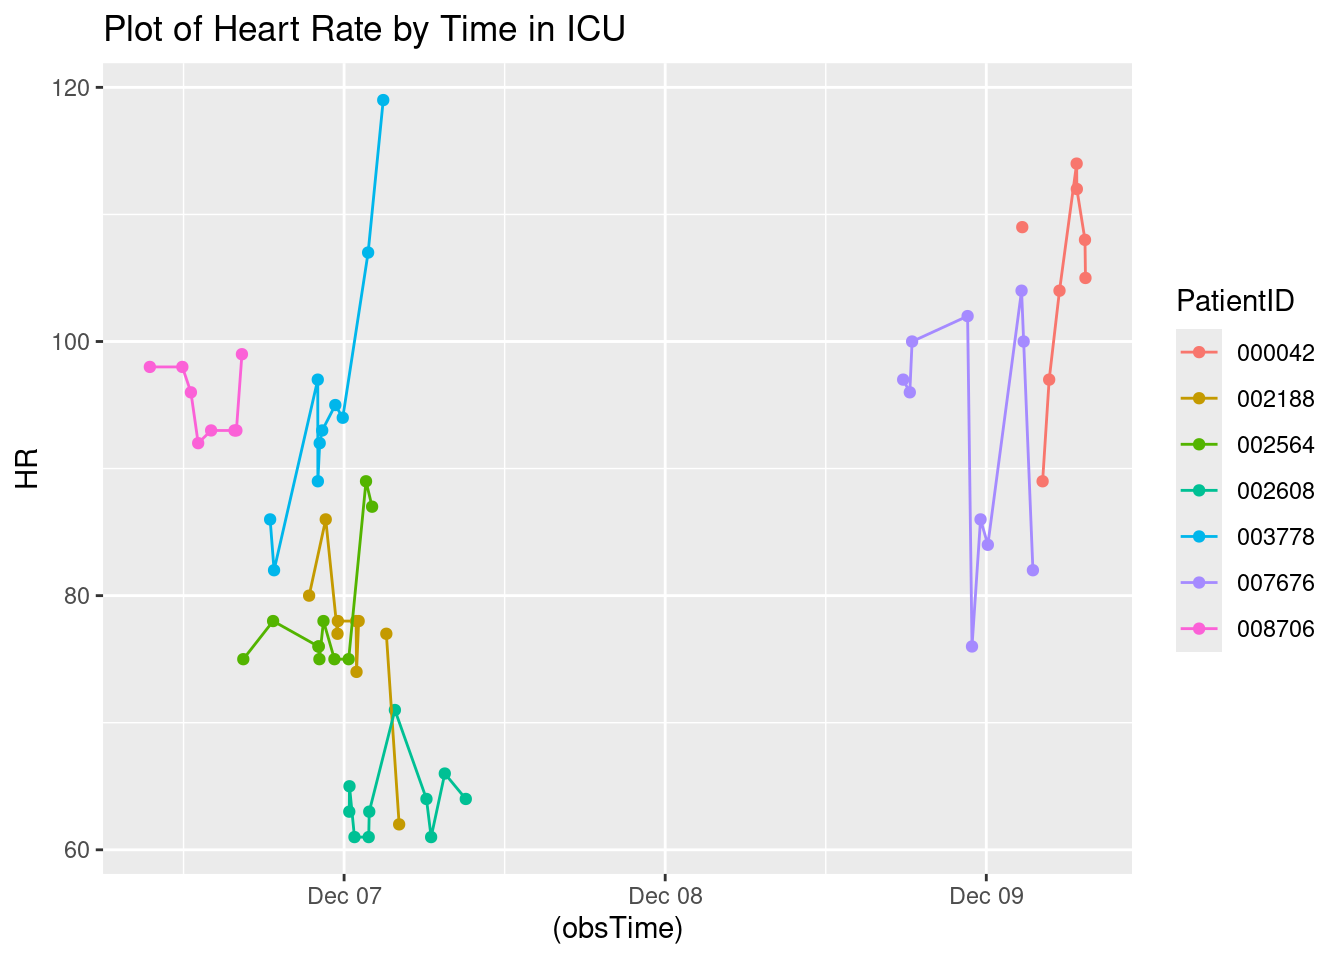 Plot of Heart Rate by Time in ICU
120
100
80
60
HR
Dec 07
Dec 08
Dec 09
(obsTime)
PatientID
000042
002188
002564
002608
003778
007676
008706